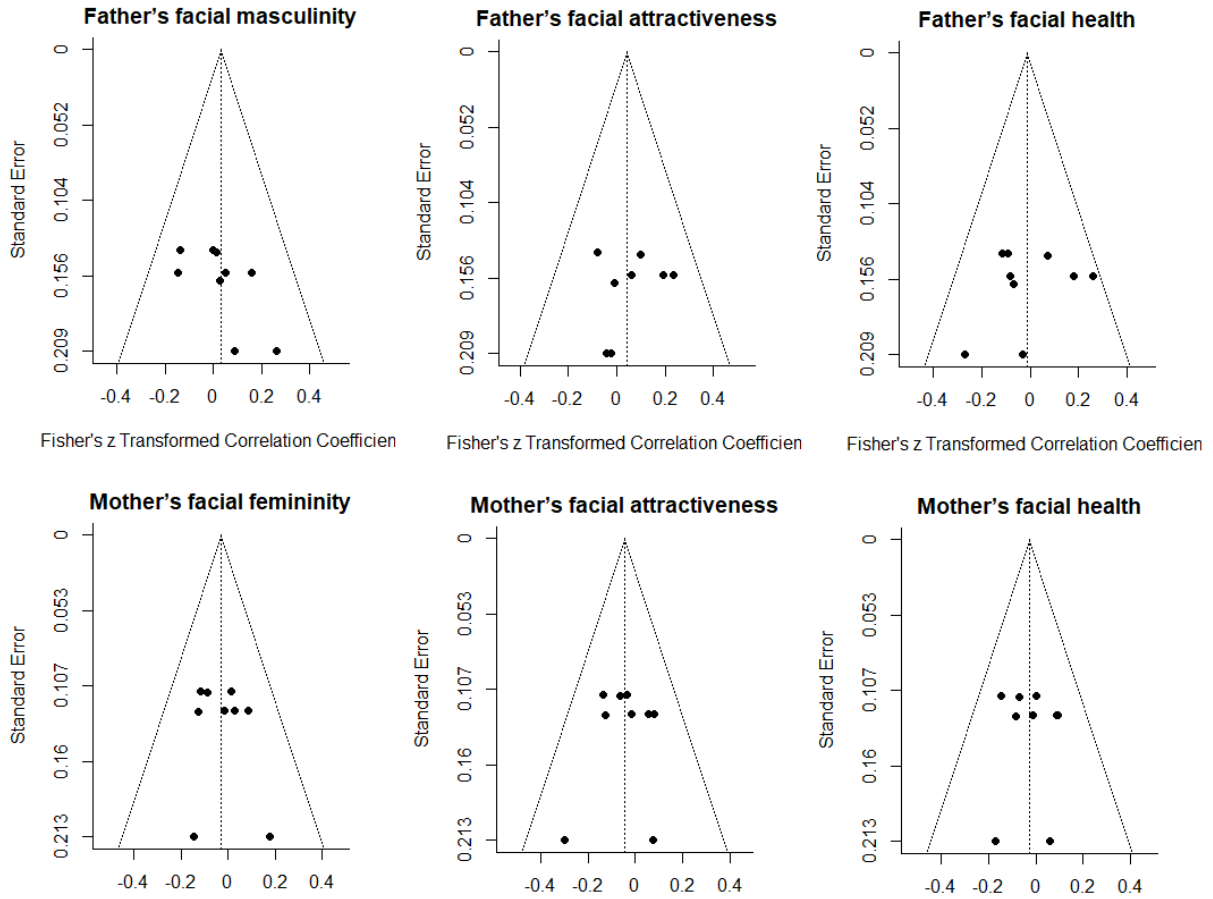 Father’s facial masculinity
Standard Error
0
0.052
0.104
0.156
0.209
-0.4 -0.2 0 0.2 0.4
Fisher's z Transformed Correlation Coefficien
Father’s facial attractiveness
Standard Error
0
0.052
0.104
0.156
0.209
-0.4 -0.2 0 0.2 0.4
Fisher's z Transformed Correlation Coefficien
Father’s facial health
Standard Error
0
0.052
0.104
0.156
0.209
-0.4 -0.2 0 0.2 0.4
Fisher's z Transformed Correlation Coefficien
Mother’s facial femininity
Standard Error
0
0.053
0.107
0.16
0.213
-0.4 -0.2 0 0.2 0.4
Mother’s facial attractiveness
Standard Error
0
0.053
0.107
0.16
0.213
-0.4 -0.2 0 0.2 0.4
Mother’s facial health
Standard Error
0
0.053
0.107
0.16
0.213
-0.4 -0.2 0 0.2 0.4